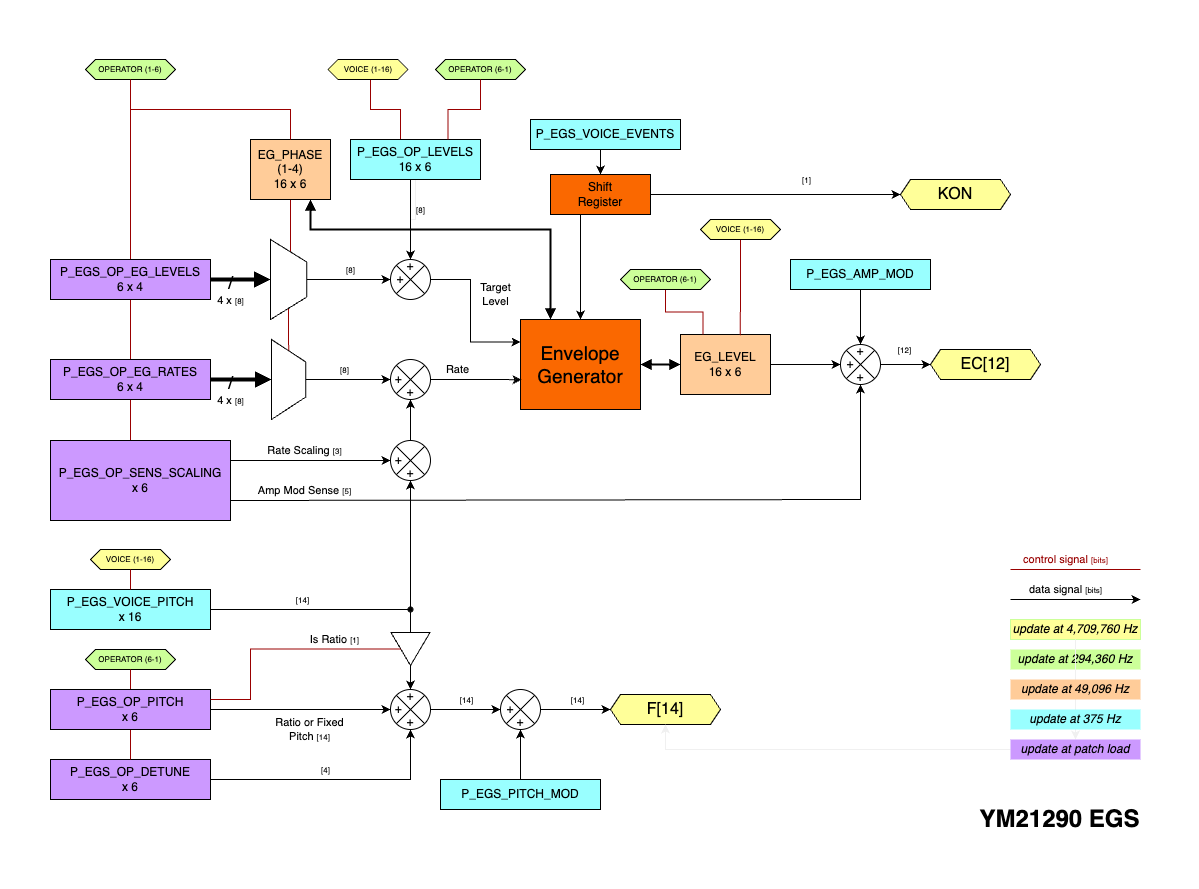 OPERATOR (1-6)
VOICE (1-16)
OPERATOR (6-1)
EG_PHASE
(1-4)
16 x 6
P_EGS_OP_LEVELS
16 x 6
P_EGS_VOICE_EVENTS
Shift
Register
[1]
KON
[8]
VOICE (1-16)
P_EGS_OP_EG_LEVELS
6 x 4
4 x [8]
[8]
+
+
Target
Level
OPERATOR (6-1)
P_EGS_AMP_MOD
Envelope
Generator
EG_LEVEL
16 x 6
+
+
+
[12]
EC[12]
P_EGS_OP_EG_RATES
6 x 4
4 x [8]
[8]
+
+
Rate
P_EGS_OP_SENS_SCALING
x 6
Rate Scaling [3]
+
+
Amp Mod Sense [5]
VOICE (1-16)
P_EGS_VOICE_PITCH
x 16
[14]
Is Ratio [1]
OPERATOR (6-1)
P_EGS_OP_PITCH
x 6
Ratio or Fixed
Pitch [14]
+
+
+
[14]
+
+
[14]
F[14]
P_EGS_OP_DETUNE
x 6
[4]
P_EGS_PITCH_MOD
control signal [bits]
data signal [bits]
update at 4,709,760 Hz
update at 294,360 Hz
update at 49,096 Hz
update at 375 Hz
update at patch load
YM21290 EGS